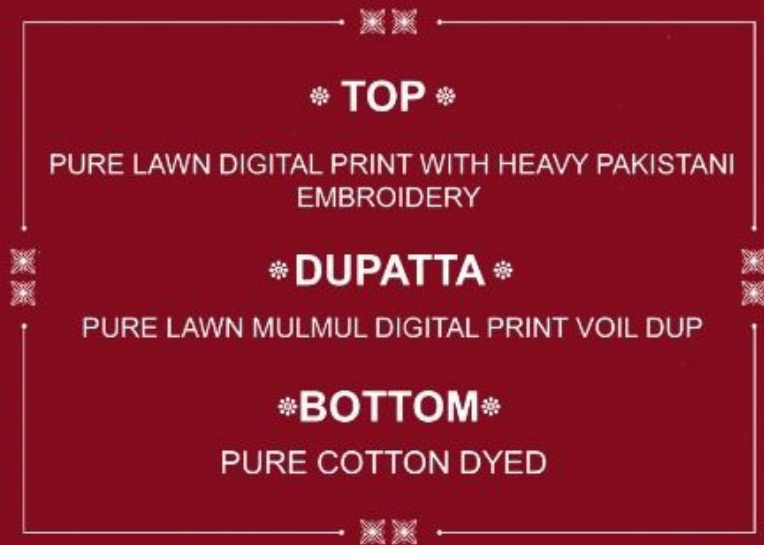 TOP
PURE LAWN DIGITAL PRINT WITH HEAVY PAKISTANI
EMBROIDERY
DUPATTA
PURE LAWN MULMUL DIGITAL PRINT VOIL DUP
BOTTOM
PURE COTTON DYED